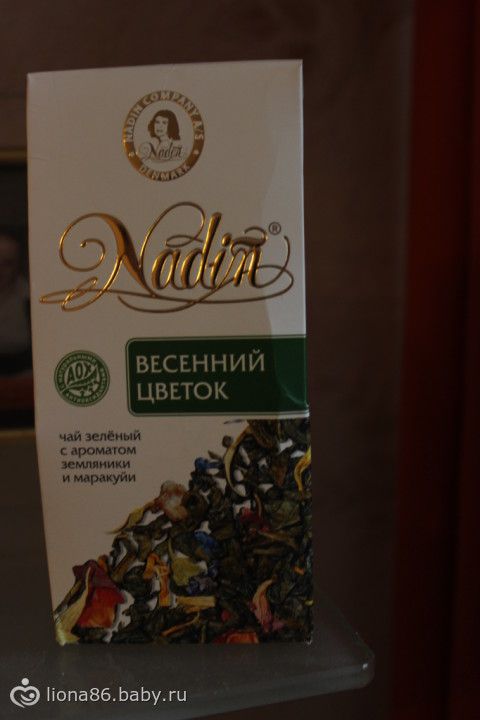 NADIN COMPANY A/S
Nadin
DENMARK
Nadin®
ВЕСЕННИЙ
ЦВЕТОК
чай зелёный
с ароматом
земляники
и маракуйи
liona86.baby.ru